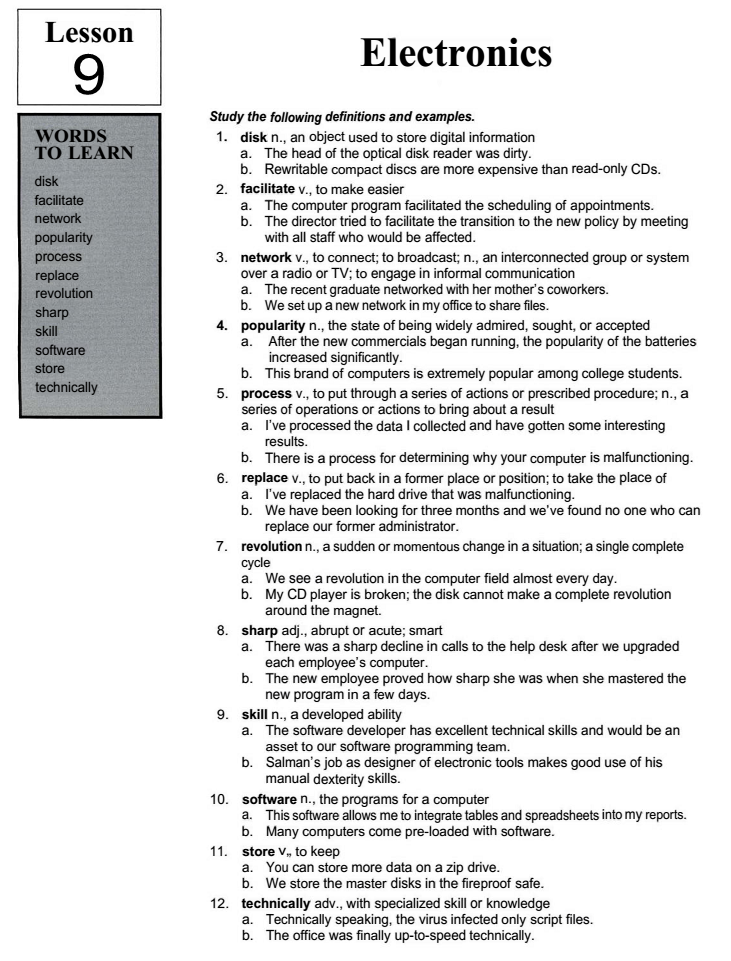 Lesson
9
Electronics
WORDS
TO LEARN
disk
facilitate
network
popularity
process
replace
revolution
sharp
skill
software
store
technically
Study the following definitions and examples.
1. disk n., an object used to store digital information
a. The head of the optical disk reader was dirty.
b. Rewritable compact discs are more expensive than read-only CDs.
2. facilitate v., to make easier
a. The computer program facilitated the scheduling of appointments.
b. The director tried to facilitate the transition to the new policy by meeting
with all staff who would be affected.
3. network v., to connect; to broadcast; n., an interconnected group or system
over a radio or TV; to engage in informal communication
a. The recent graduate networked with her mother's coworkers.
b. We set up a new network in my office to share files.
4. popularity n., the state of being widely admired, sought, or accepted
a. After the new commercials began running, the popularity of the batteries
increased significantly.
b. This brand of computers is extremely popular among college students.
5. process v., to put through a series of actions or prescribed procedure; n., a
series of operations or actions to bring about a result
a. I've processed the data I collected and have gotten some interesting
results.
b. There is a process for determining why your computer is malfunctioning.
6. replace v., to put back in a former place or position; to take the place of
a. I've replaced the hard drive that was malfunctioning.
b. We have been looking for three months and we've found no one who can
replace our former administrator.
7. revolution n., a sudden or momentous change in a situation; a single complete
cycle
a. We see a revolution in the computer field almost every day.
b. My CD player is broken; the disk cannot make a complete revolution
around the magnet.
8. sharp adj., abrupt or acute; smart
a. There was a sharp decline in calls to the help desk after we upgraded
each employee's computer.
b. The new employee proved how sharp she was when she mastered the
new program in a few days.
9. skill n., a developed ability
a. The software developer has excellent technical skills and would be an
asset to our software programming team.
b. Salman's job as designer of electronic tools makes good use of his
manual dexterity skills.
10. software n., the programs for a computer
a. This software allows me to integrate tables and spreadsheets into my reports.
b. Many computers come pre-loaded with software.
11. store v„ to keep
a. You can store more data on a zip drive.
b. We store the master disks in the fireproof safe.
12. technically adv., with specialized skill or knowledge
a. Technically speaking, the virus infected only script files.
b. The office was finally up-to-speed technically.